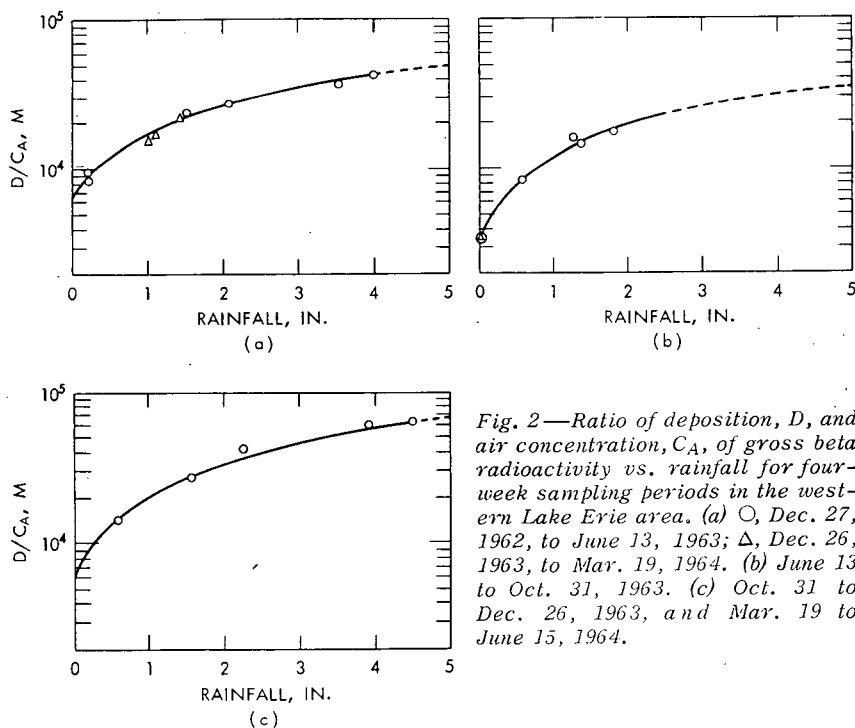 10^5
10^4
D/C_A, M
0 1 2 3 4 5
RAINFALL, IN.
(a)
0 1 2 3 4 5
RAINFALL, IN.
(b)
10^5
10^4
D/C_A, M
0 1 2 3 4 5
RAINFALL, IN.
(c)
Fig. 2—Ratio of deposition, D, and
air concentration, C_A, of gross beta
radioactivity vs. rainfall for four-
week sampling periods in the west-
ern Lake Erie area. (a) ○, Dec. 27,
1962, to June 13, 1963; Δ, Dec. 26,
1963, to Mar. 19, 1964. (b) June 13
to Oct. 31, 1963. (c) Oct. 31 to
Dec. 26, 1963, and Mar. 19 to
June 15, 1964.